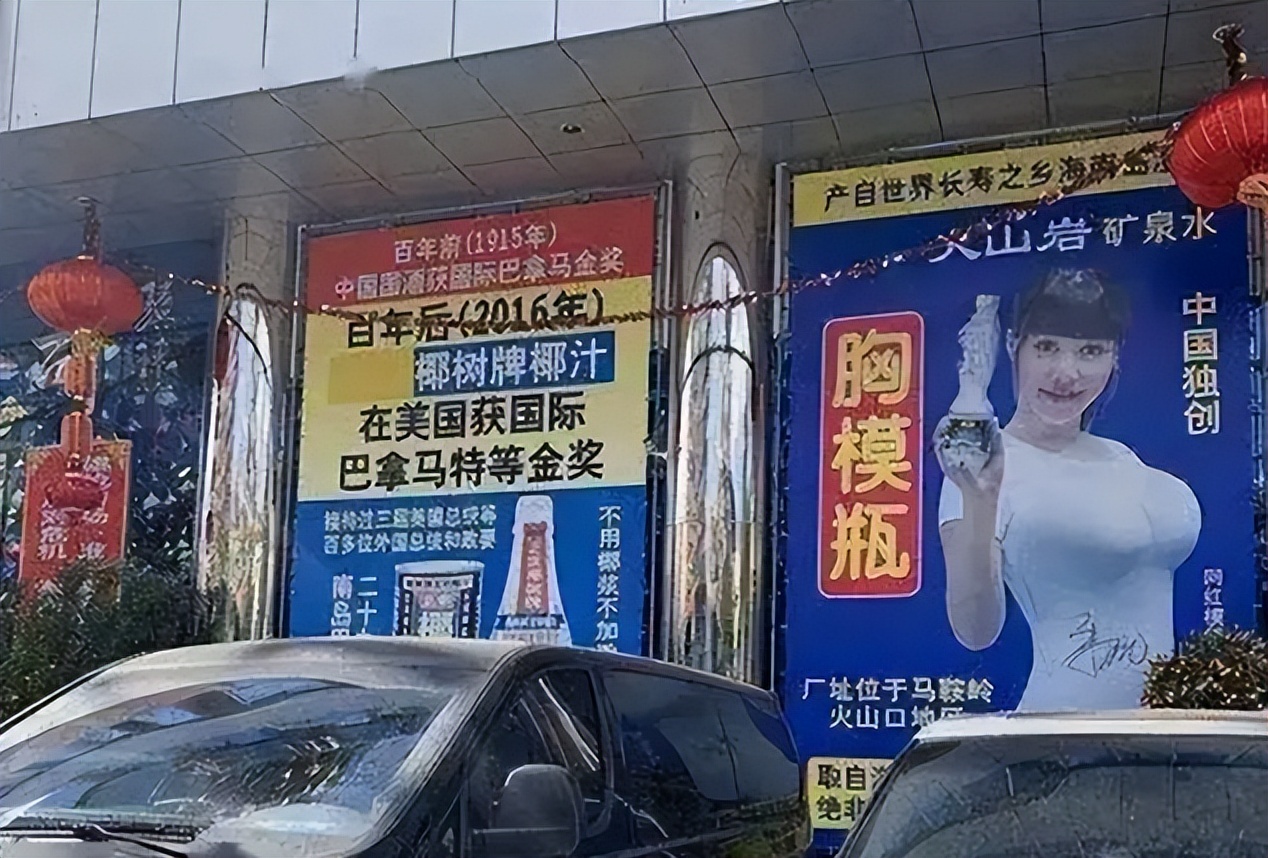 百年前(1915年)
中国国酒获国际巴拿马金奖
百年后(2016年)
椰树牌椰汁
在美国获国际
巴拿马特等金奖
接待过三届美国总统等
百多位外国总统和政要
不用椰浆不加
二十
南岛
产自世界长寿之乡海南
火山岩矿泉水
中国独创
胸模瓶
厂址位于马鞍岭
火山口地区
取自
绝非